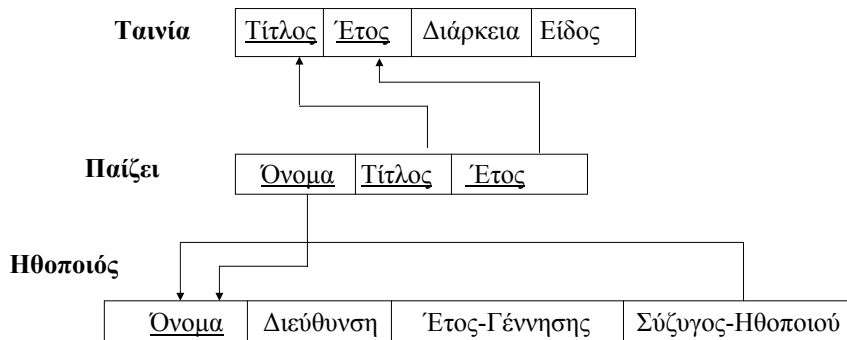 Ταινία Τίτλος Έτος Διάρκεια Είδος
Παίζει Όνομα Τίτλος Έτος
Ηθοποιός
Όνομα Διεύθυνση Έτος-Γέννησης Σύζυγος-Ηθοποιού